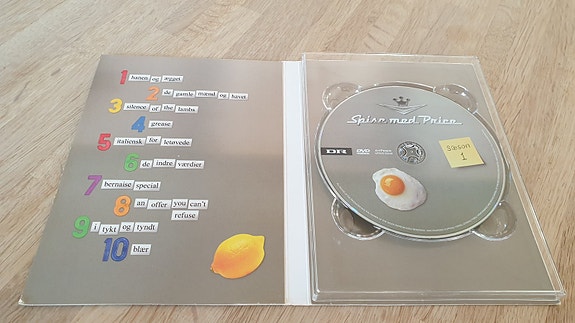 1 hanen og ægget
2 de gamle mænd og havet
3 silence of the lambs
4 grease
5 italiensk for letøvede
6 de indre værdier
7 bernaise special
8 an offer you can't
refuse
9 i tykt og tyndt
10 blær
Spise med Price
DR DVD
Sæson
1